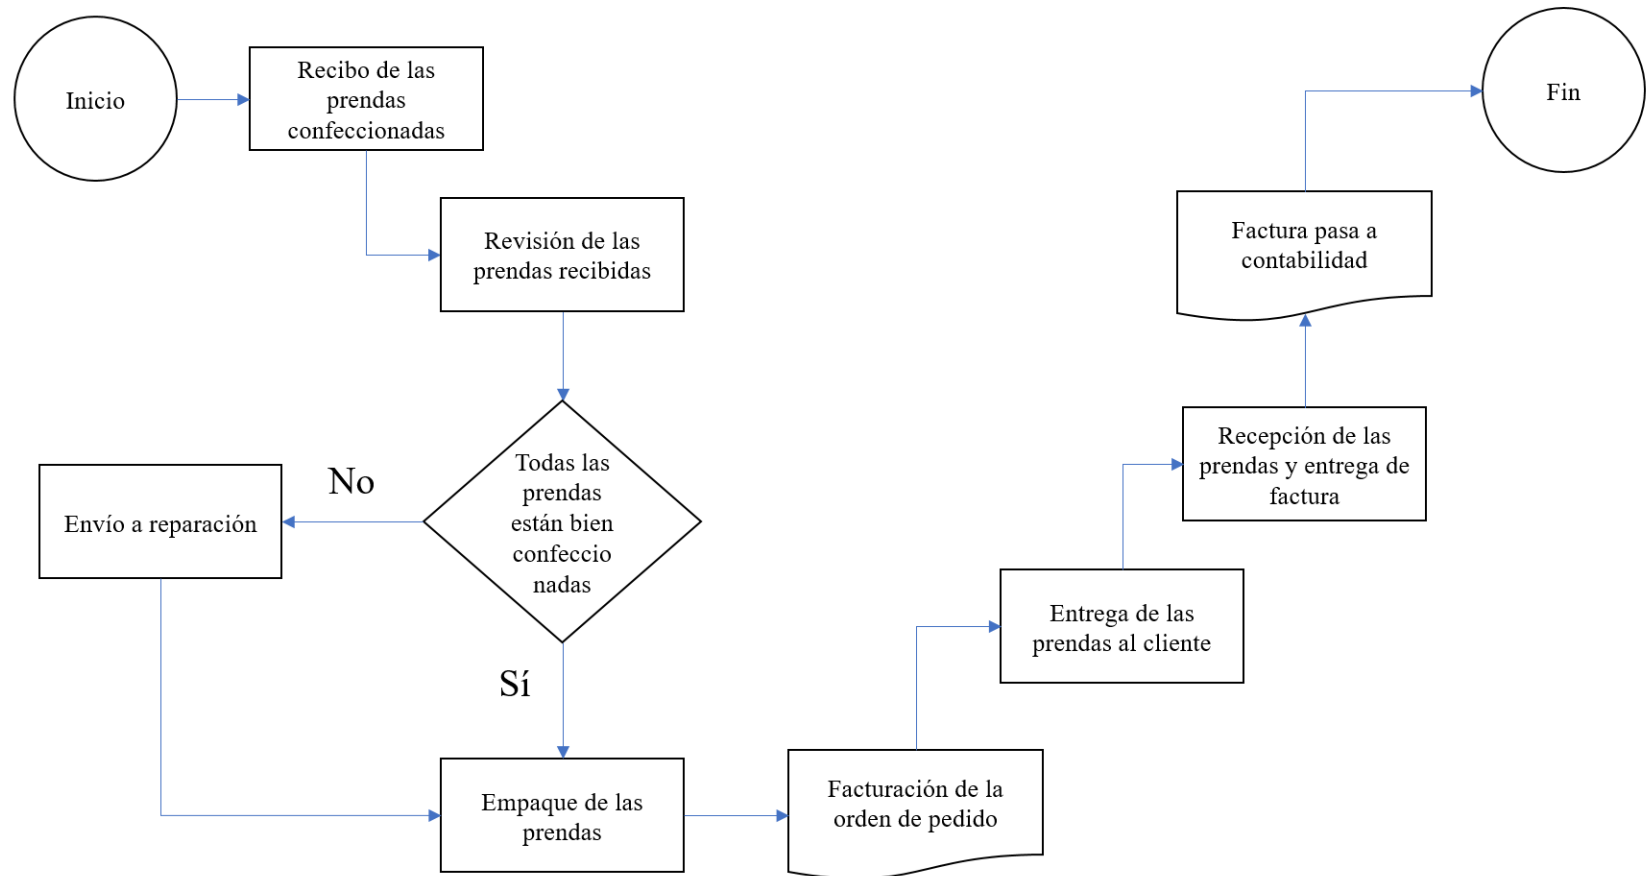 Inicio
Recibo de las
prendas
confeccionadas
Revisión de las
prendas recibidas
Todas las
prendas
están bien
confeccio
nadas
No
Envío a reparación
Sí
Empaque de las
prendas
Facturación de la
orden de pedido
Entrega de las
prendas al cliente
Recepción de las
prendas y entrega de
factura
Factura pasa a
contabilidad
Fin